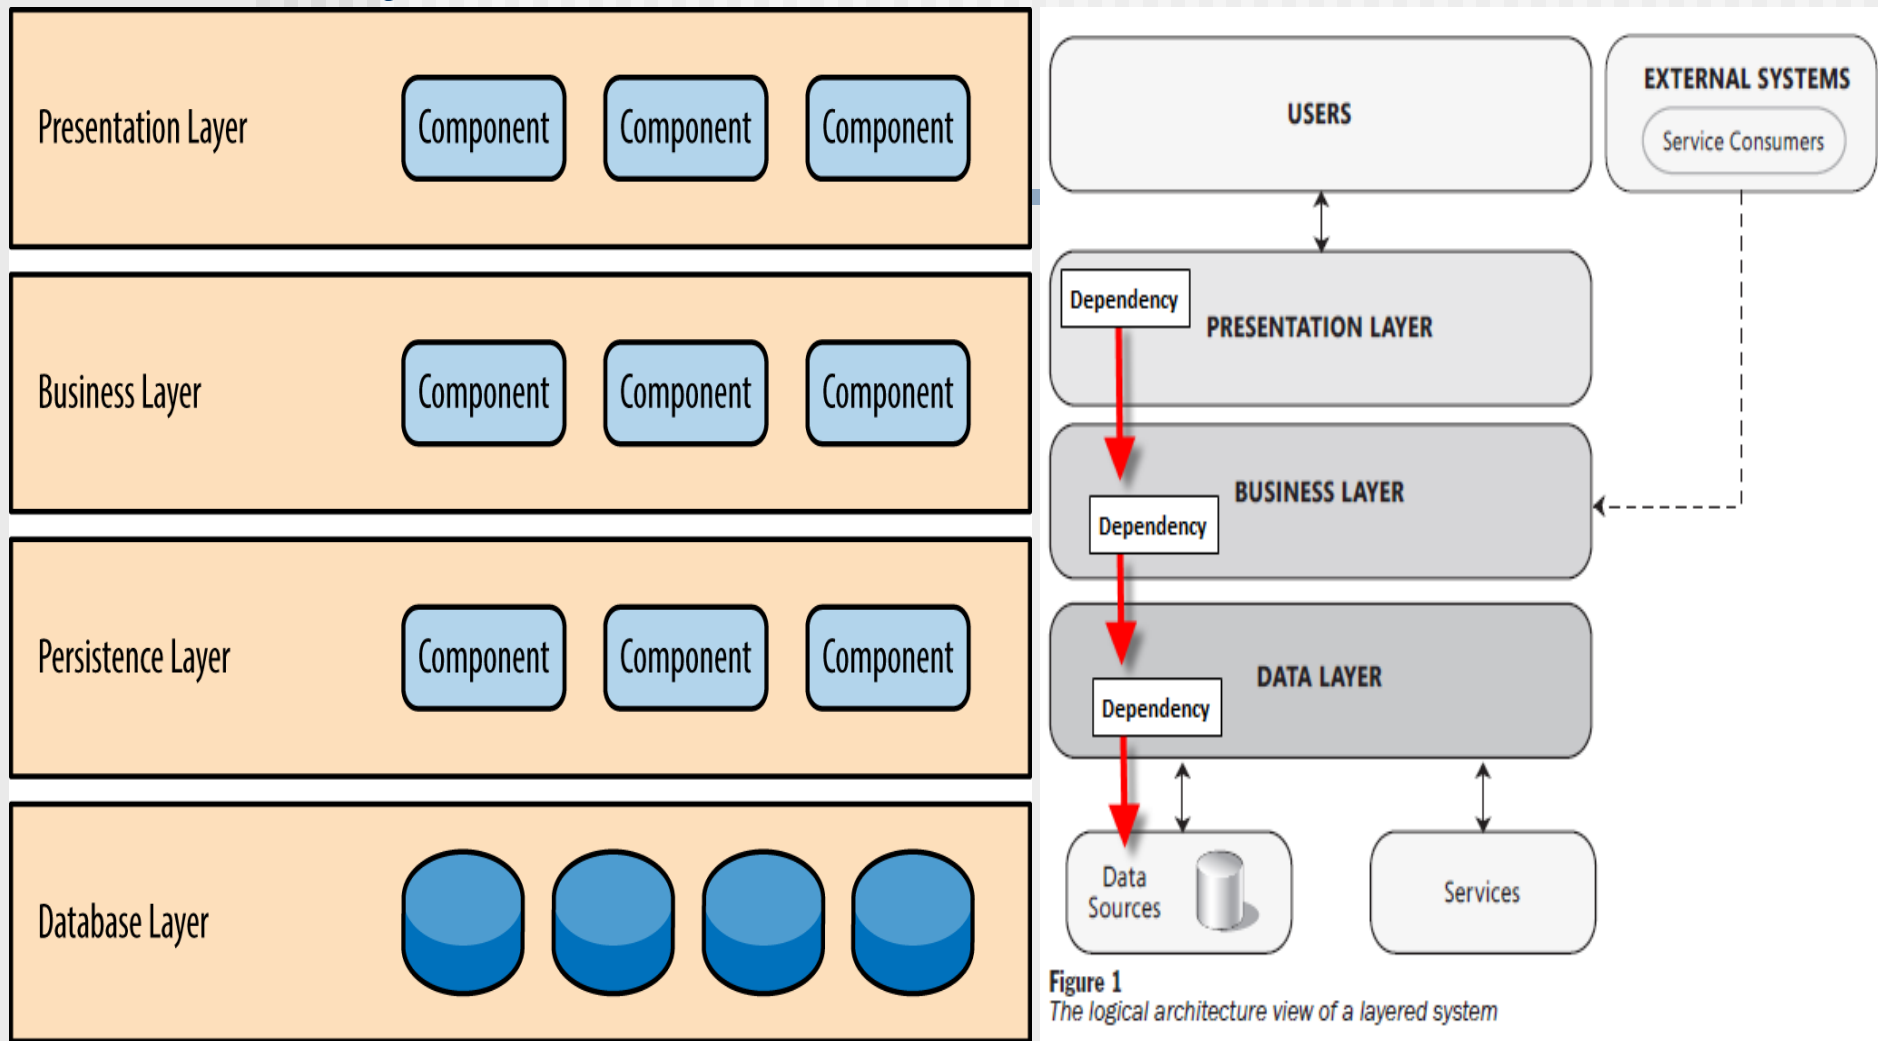 Presentation Layer
Component Component Component
Business Layer
Component Component Component
Persistence Layer
Component Component Component
Database Layer
USERS
EXTERNAL SYSTEMS
Service Consumers
Dependency
PRESENTATION LAYER
BUSINESS LAYER
Dependency
DATA LAYER
Dependency
Data
Sources
Services
Figure 1
The logical architecture view of a layered system